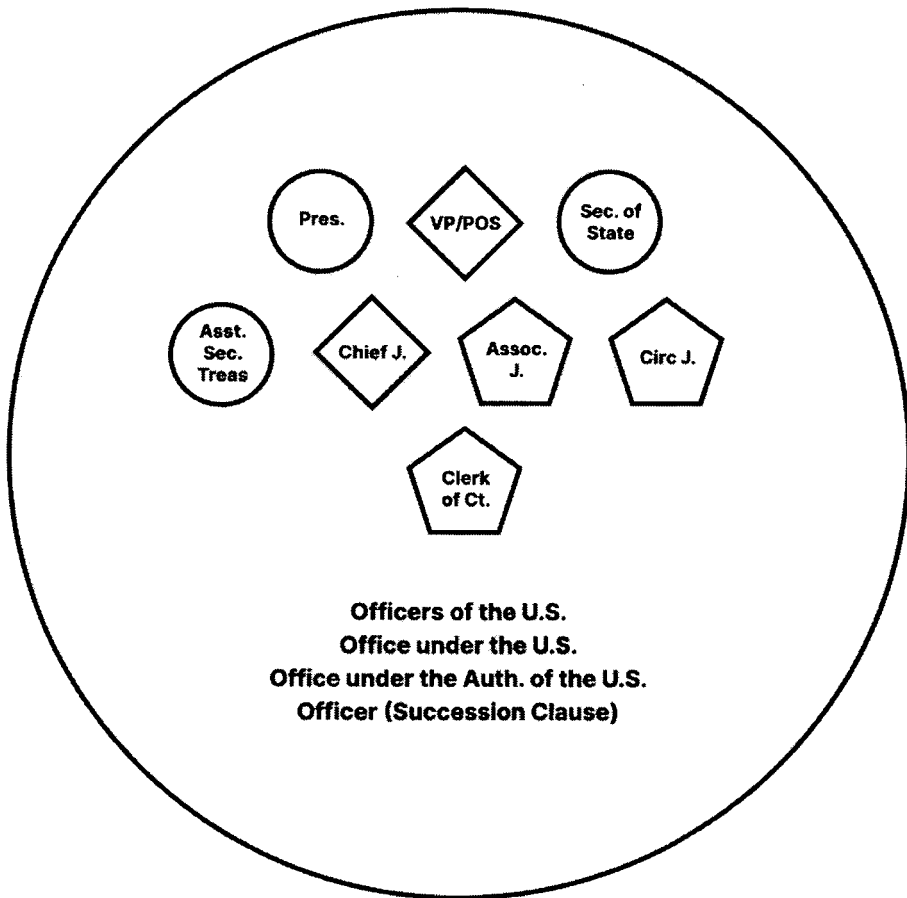 Pres.
VP/POS
Sec. of
State
Asst.
Sec.
Treas
Chief J.
Assoc.
J.
Circ J.
Clerk
of Ct.
Officers of the U.S.
Office under the U.S.
Office under the Auth. of the U.S.
Officer (Succession Clause)